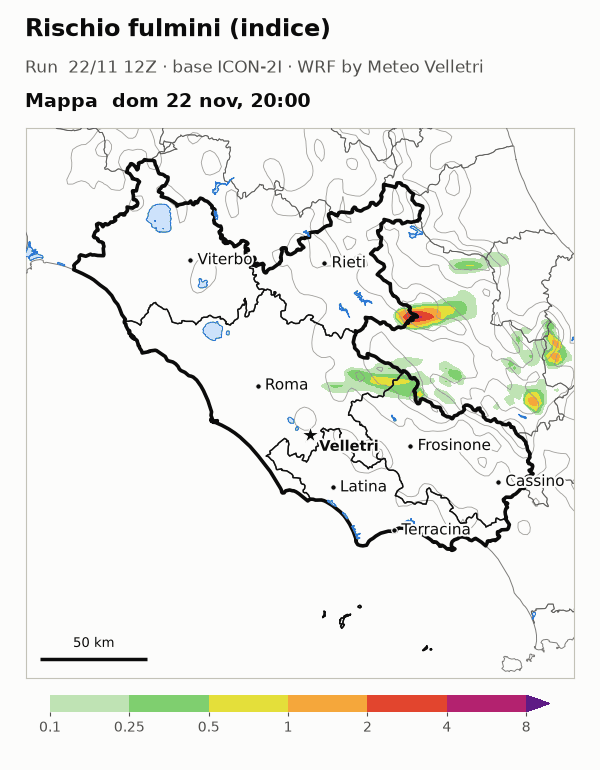 Rischio fulmini (indice)
Run  22/11 12Z · base ICON-2I · WRF by Meteo Velletri
Mappa  dom 22 nov, 20:00
Viterbo
Rieti
Roma
Velletri
Frosinone
Latina
Cassino
Terracina
50 km
0.1 0.25 0.5 1 2 4 8